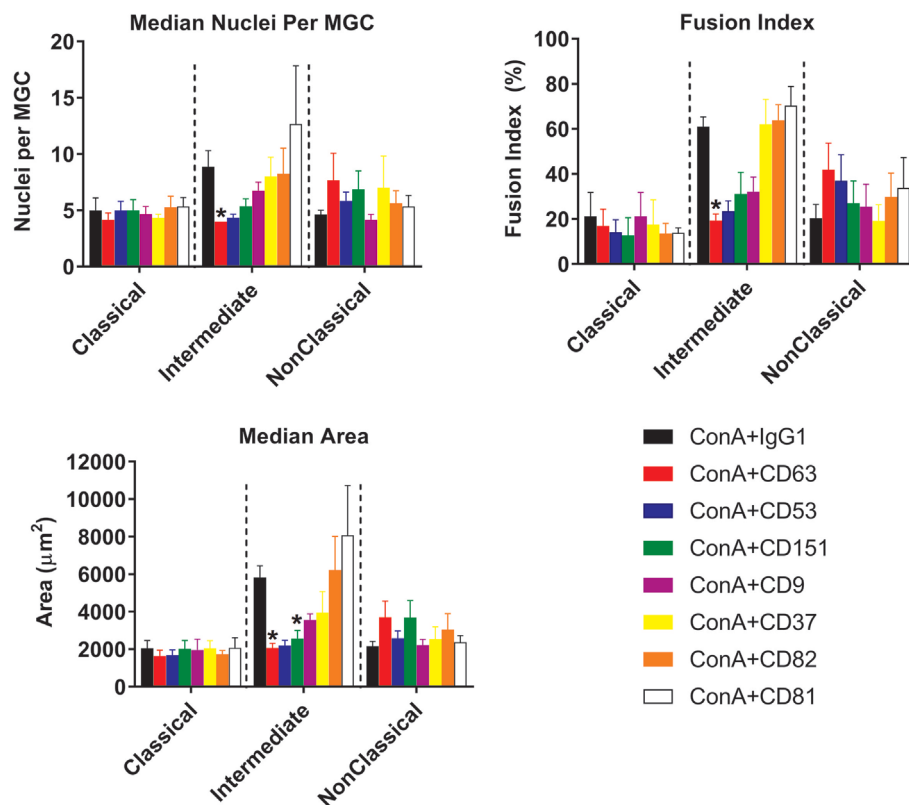 Median Nuclei Per MGC
Nuclei per MGC
20
15
10
5
0
Classical
Intermediate
NonClassical
*
Fusion Index
Fusion Index (%)
100
80
60
40
20
0
Classical
Intermediate
NonClassical
*
Median Area
Area (μm²)
12000
10000
8000
6000
4000
2000
0
Classical
Intermediate
NonClassical
*
*
ConA+IgG1
ConA+CD63
ConA+CD53
ConA+CD151
ConA+CD9
ConA+CD37
ConA+CD82
ConA+CD81